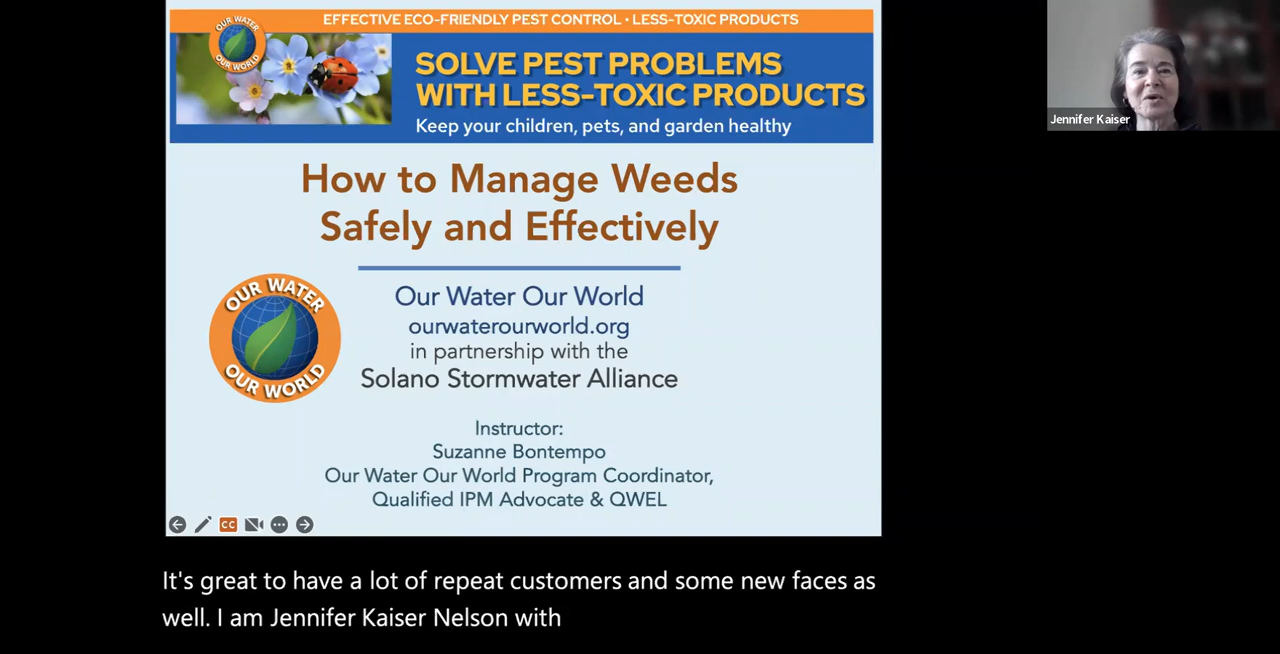 EFFECTIVE ECO-FRIENDLY PEST CONTROL • LESS-TOXIC PRODUCTS
OUR WATER
OUR WORLD
SOLVE PEST PROBLEMS
WITH LESS-TOXIC PRODUCTS
Keep your children, pets, and garden healthy
Jennifer Kaiser
How to Manage Weeds
Safely and Effectively
OUR WATER
OUR WORLD
Our Water Our World
ourwaterourworld.org
in partnership with the
Solano Stormwater Alliance
Instructor:
Suzanne Bontempo
Our Water Our World Program Coordinator,
Qualified IPM Advocate & QWEL
CC
It's great to have a lot of repeat customers and some new faces as
well. I am Jennifer Kaiser Nelson with